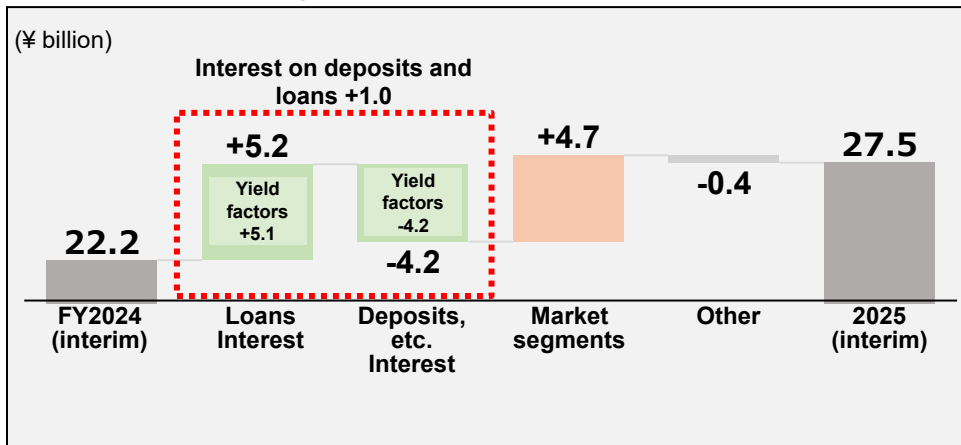 (¥ billion)
Interest on deposits and
loans +1.0
+5.2
+4.7
27.5
Yield
factors
+5.1
Yield
factors
-4.2
-0.4
22.2
-4.2
FY2024
(interim)
Loans
Interest
Deposits,
etc.
Interest
Market
segments
Other
2025
(interim)